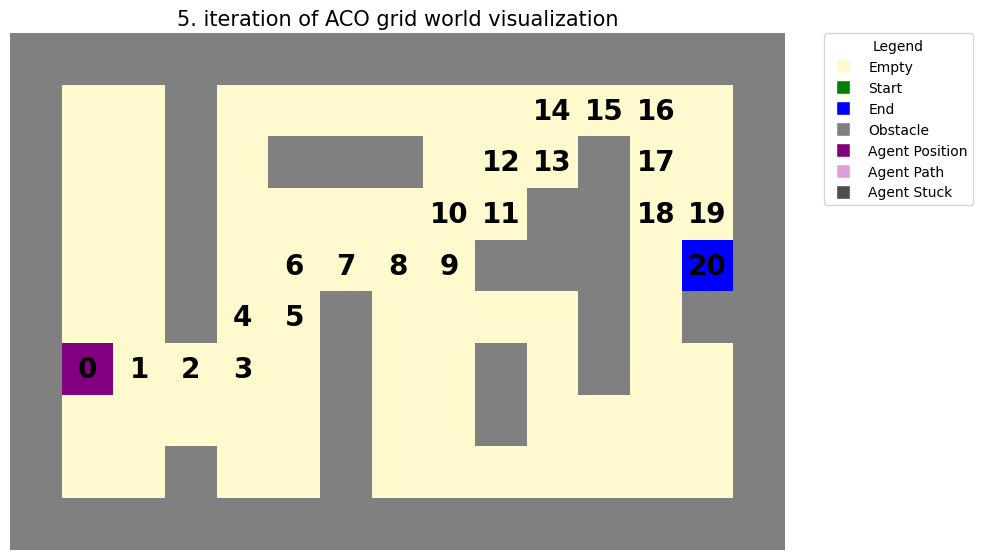 5. iteration of ACO grid world visualization
14 15 16
12 13 17
10 11 18 19
6 7 8 9 20
4 5
0 1 2 3
Legend
Empty
Start
End
Obstacle
Agent Position
Agent Path
Agent Stuck